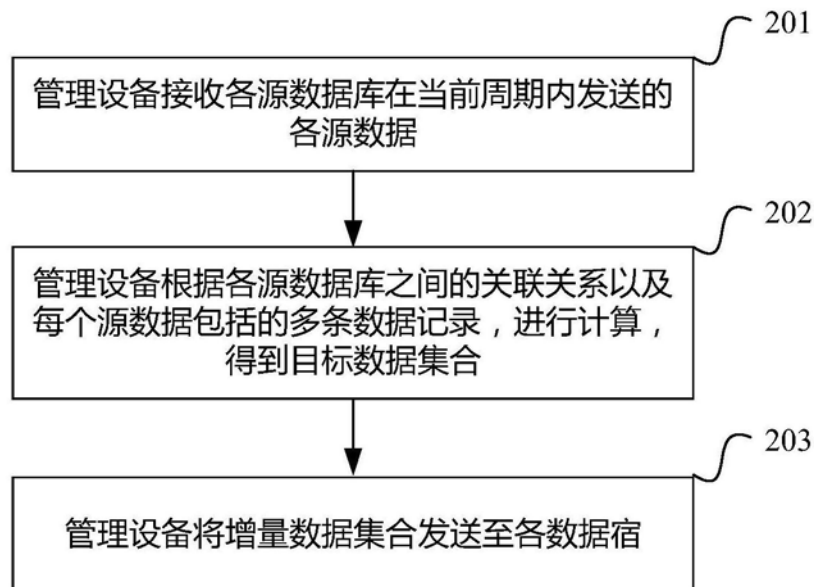 201
管理设备接收各源数据库在当前周期内发送的
各源数据
202
管理设备根据各源数据库之间的关联关系以及
每个源数据包括的多条数据记录，进行计算，
得到目标数据集合
203
管理设备将增量数据集合发送至各数据宿